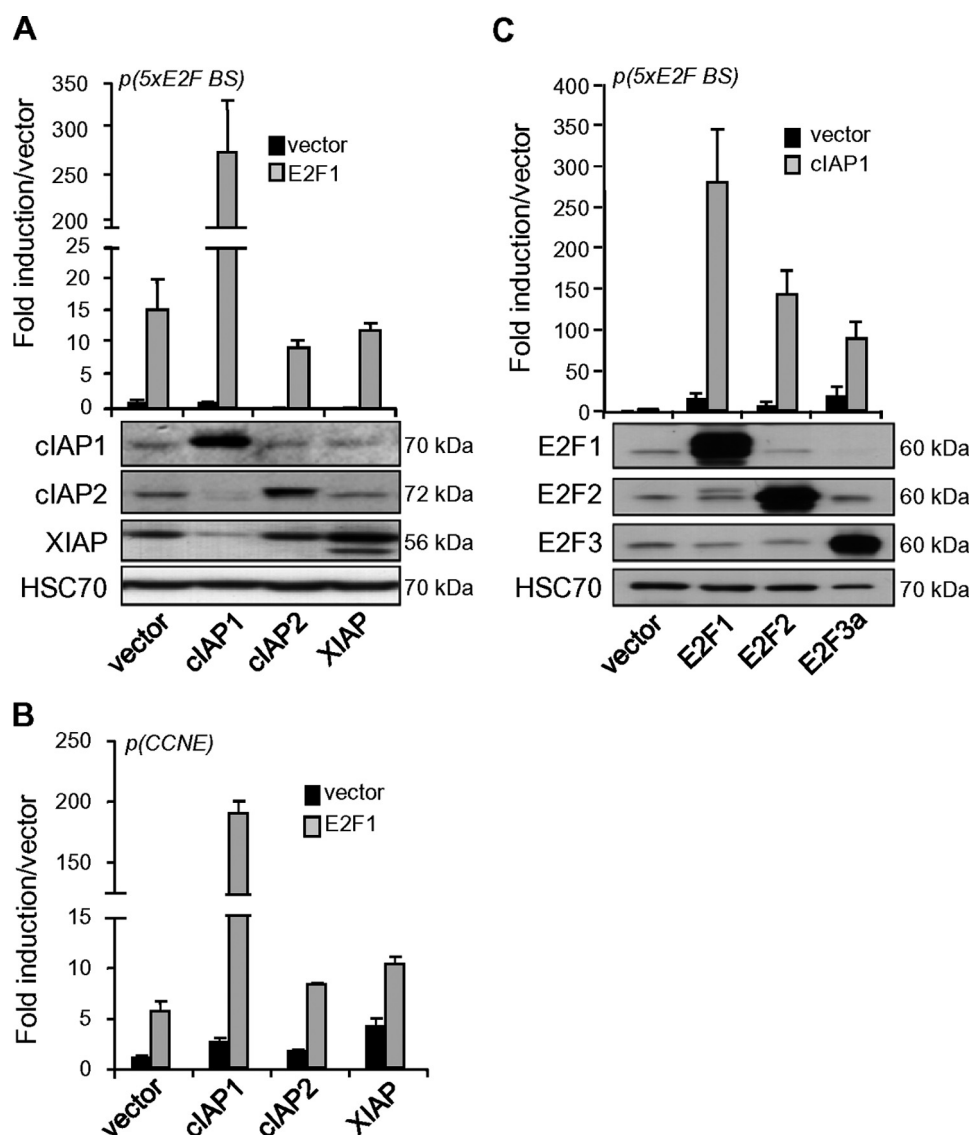 A
p(5xE2F BS)
Fold induction/vector
350
300
250
200
25
20
15
10
5
0
vector
E2F1
cIAP1 70 kDa
cIAP2 72 kDa
XIAP 56 kDa
HSC70 70 kDa
vector cIAP1 cIAP2 XIAP
C
p(5xE2F BS)
Fold induction/vector
400
350
300
250
200
150
100
50
0
vector
cIAP1
E2F1 60 kDa
E2F2 60 kDa
E2F3 60 kDa
HSC70 70 kDa
vector E2F1 E2F2 E2F3a
B
p(CCNE)
Fold induction/vector
250
200
150
15
10
5
0
vector
E2F1
vector cIAP1 cIAP2 XIAP